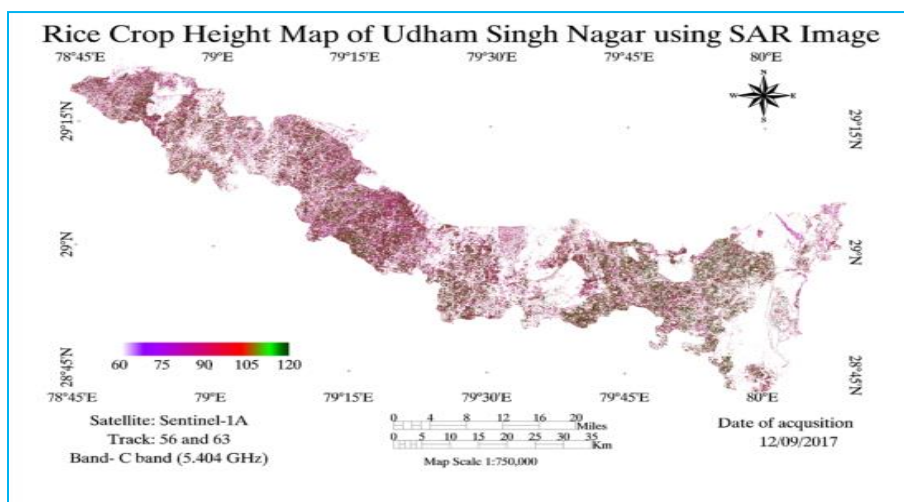 Rice Crop Height Map of Udham Singh Nagar using SAR Image
78°45'E 79°E 79°15'E 79°30'E 79°45'E 80°E
W E
S
29°15'N 29°15'N
29°N 29°N
28°45'N 28°45'N
60 75 90 104 120
78°45'E 79°E 79°15'E 79°30'E 79°45'E 80°E
Satellite: Sentinel-1A
Track: 56 and 63
Band- C band (5.404 GHz)
0 4 8 12 16 20
Miles
0 5 10 15 20 25 30 35
Km
Map Scale 1:750,000
Date of acqusition
12/09/2017